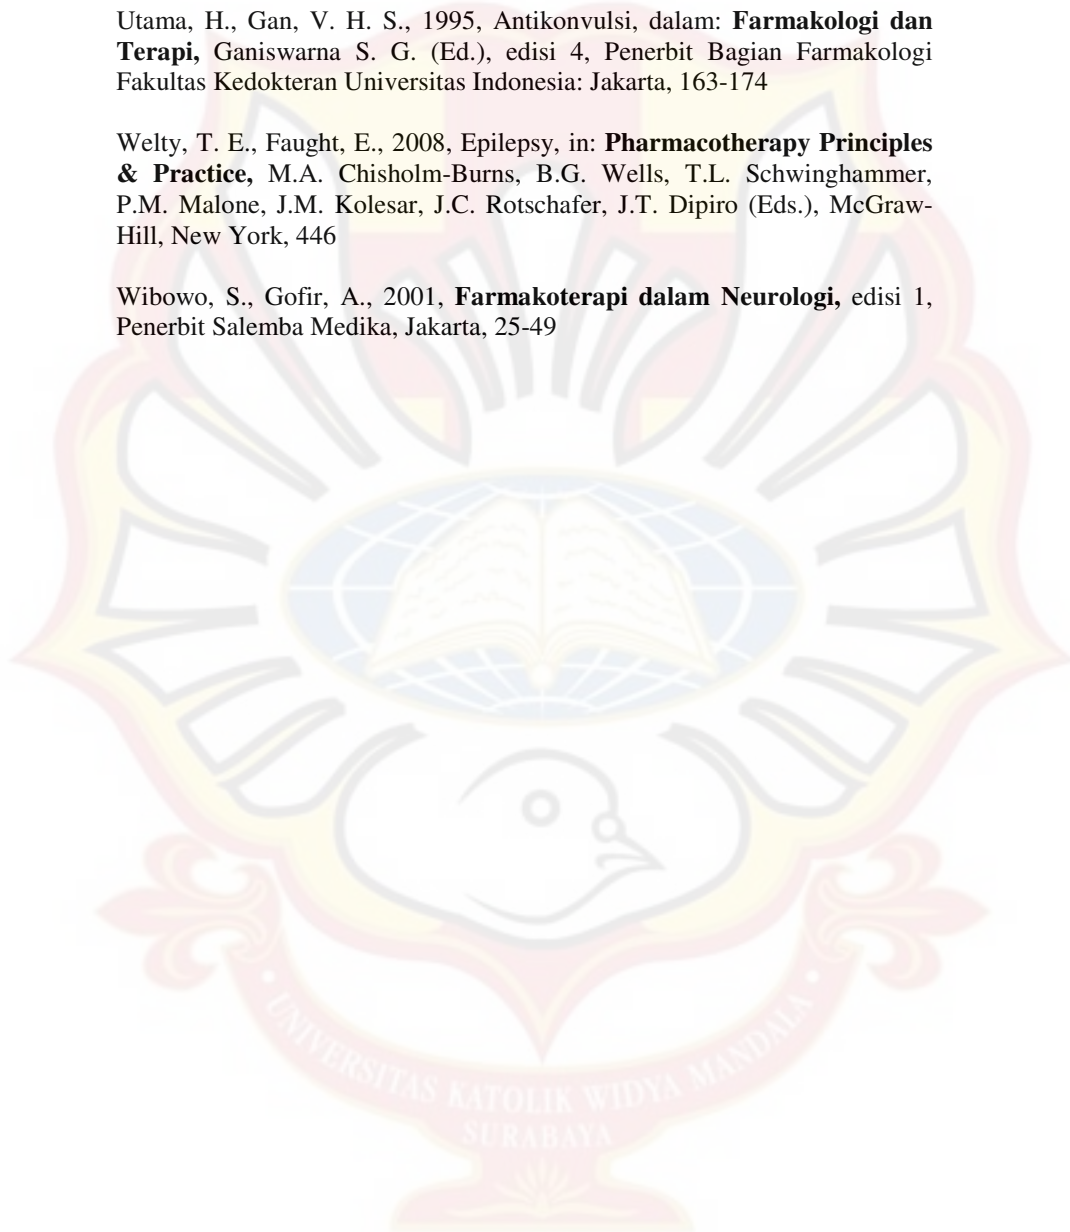 Utama, H., Gan, V. H. S., 1995, Antikonvulsi, dalam: Farmakologi dan
Terapi, Ganiswarna S. G. (Ed.), edisi 4, Penerbit Bagian Farmakologi
Fakultas Kedokteran Universitas Indonesia: Jakarta, 163-174
Welty, T. E., Faught, E., 2008, Epilepsy, in: Pharmacotherapy Principles
& Practice, M.A. Chisholm-Burns, B.G. Wells, T.L. Schwinghammer,
P.M. Malone, J.M. Kolesar, J.C. Rotschafer, J.T. Dipiro (Eds.), McGraw-
Hill, New York, 446
Wibowo, S., Gofir, A., 2001, Farmakoterapi dalam Neurologi, edisi 1,
Penerbit Salemba Medika, Jakarta, 25-49
• UNIVERSITAS KATOLIK WIDYA MANDALA •
SURABAYA